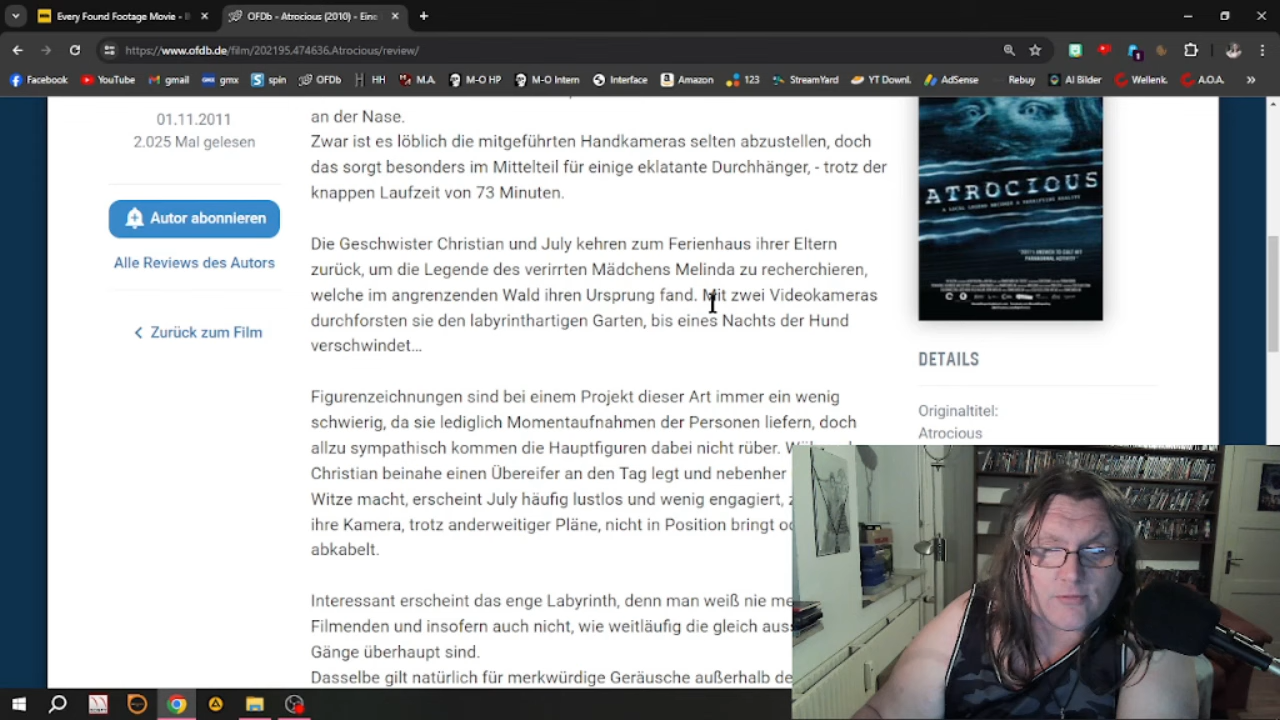 Every Found Footage Movie - I
OFDb - Atrocious (2010) - Eine
https://www.ofdb.de/film/202195.474636.Atrocious/review/
Facebook
YouTube
gmail
gmx
spin
OFDb
HH
M.A.
M-O HP
M-O Intern
Interface
Amazon
123
StreamYard
YT Downl.
AdSense
Rebuy
AI Bilder
Wellenk.
A.O.A.
01.11.2011
2.025 Mal gelesen
Autor abonnieren
Alle Reviews des Autors
Zurück zum Film
an der Nase.
Zwar ist es löblich die mitgeführten Handkameras selten abzustellen, doch
das sorgt besonders im Mittelteil für einige eklatante Durchhänger, - trotz der
knappen Laufzeit von 73 Minuten.
Die Geschwister Christian und July kehren zum Ferienhaus ihrer Eltern
zurück, um die Legende des verirrten Mädchens Melinda zu recherchieren,
welche im angrenzenden Wald ihren Ursprung fand. Mit zwei Videokameras
durchforsten sie den labyrinthartigen Garten, bis eines Nachts der Hund
verschwindet...
Figurenzeichnungen sind bei einem Projekt dieser Art immer ein wenig
schwierig, da sie lediglich Momentaufnahmen der Personen liefern, doch
allzu sympathisch kommen die Hauptfiguren dabei nicht rüber.
Christian beinahe einen Übereifer an den Tag legt und nebenher
Witze macht, erscheint July häufig lustlos und wenig engagiert,
ihre Kamera, trotz anderweitiger Pläne, nicht in Position bringt
abkabelt.
Interessant erscheint das enge Labyrinth, denn man weiß nie
Filmenden und insofern auch nicht, wie weitläufig die gleich
Gänge überhaupt sind.
Dasselbe gilt natürlich für merkwürdige Geräusche außerhalb
ATROCIOUS
DETAILS
Originaltitel:
Atrocious